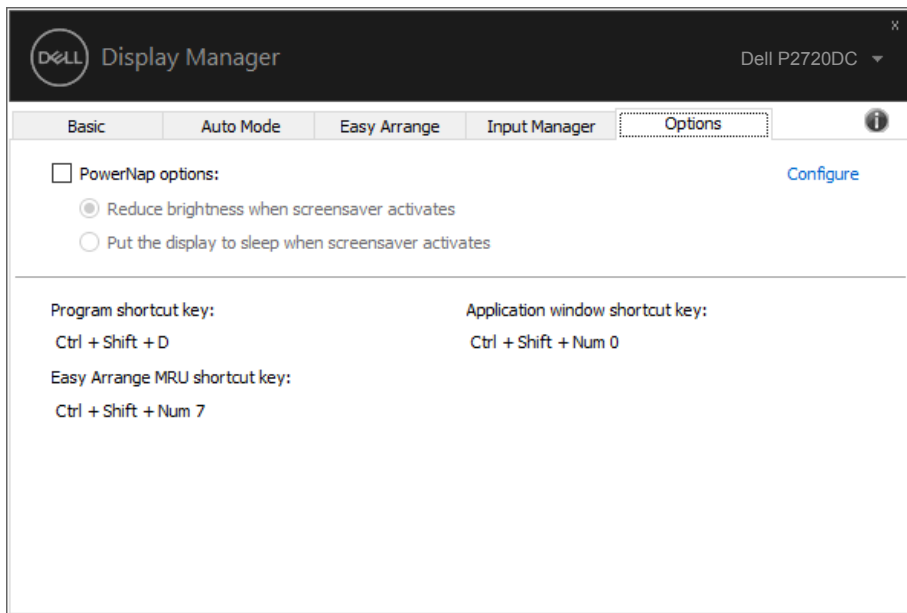 x
DELL Display Manager
Dell P2720DC
Basic Auto Mode Easy Arrange Input Manager Options i
PowerNap options: Configure
Reduce brightness when screensaver activates
Put the display to sleep when screensaver activates
Program shortcut key: Application window shortcut key:
Ctrl + Shift + D Ctrl + Shift + Num 0
Easy Arrange MRU shortcut key:
Ctrl + Shift + Num 7